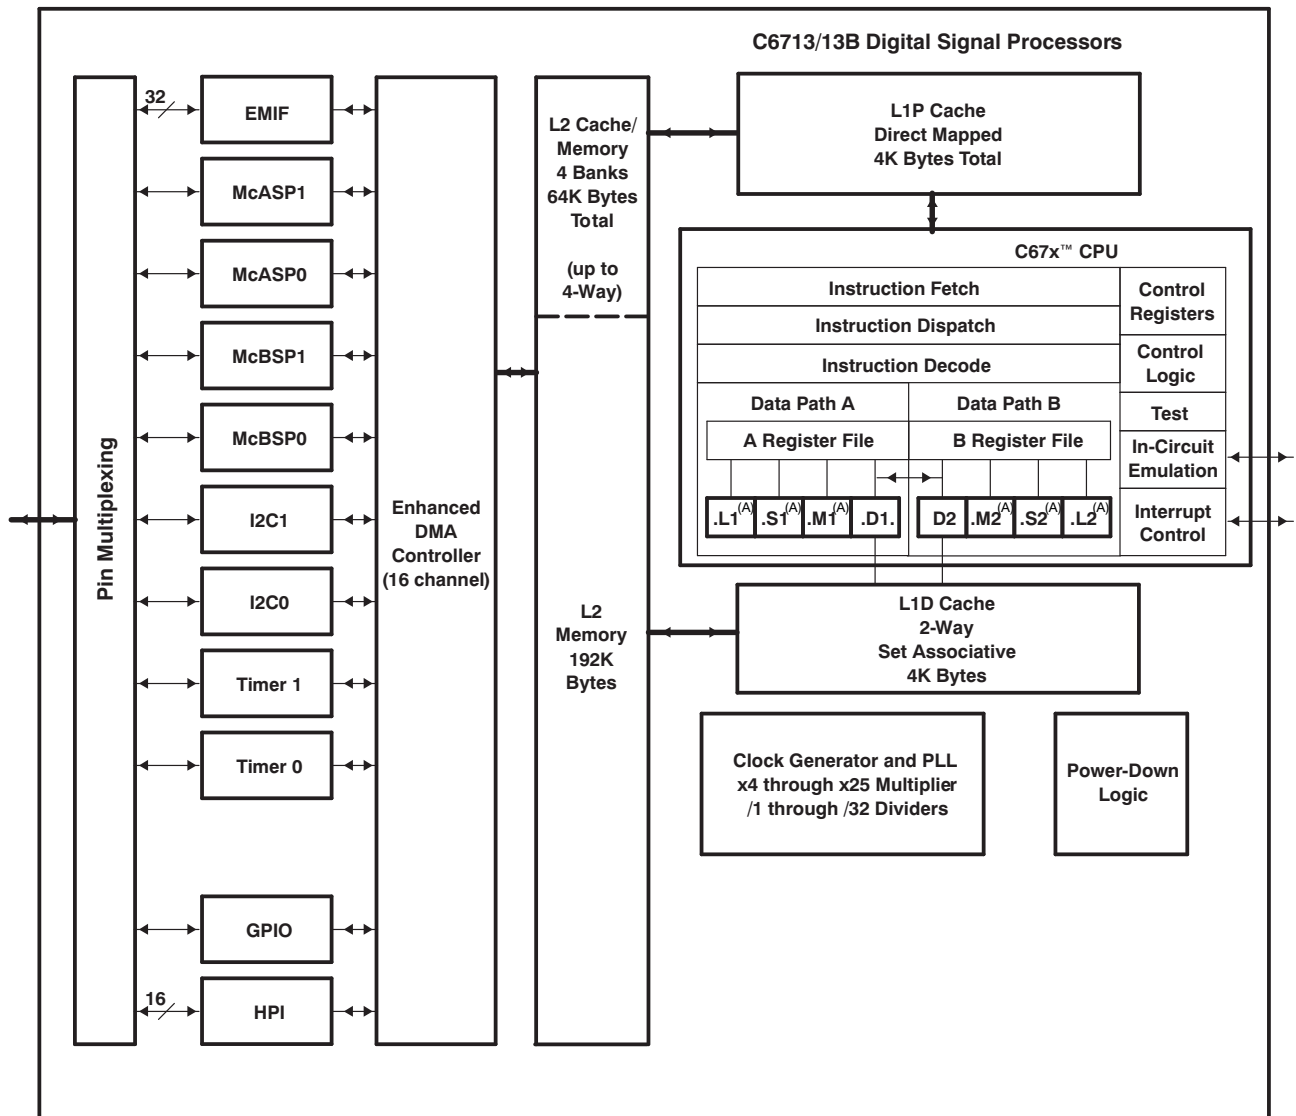 C6713/13B Digital Signal Processors
Pin Multiplexing
32
EMIF
McASP1
McASP0
McBSP1
McBSP0
I2C1
I2C0
Timer 1
Timer 0
GPIO
16
HPI
Enhanced
DMA
Controller
(16 channel)
L2 Cache/
Memory
4 Banks
64K Bytes
Total
(up to
4-Way)
L2
Memory
192K
Bytes
L1P Cache
Direct Mapped
4K Bytes Total
C67x™ CPU
Instruction Fetch
Instruction Dispatch
Instruction Decode
Data Path A
Data Path B
A Register File
B Register File
.L1(A) .S1(A) .M1(A) .D1. D2 .M2(A) .S2(A) .L2(A)
Control
Registers
Control
Logic
Test
In-Circuit
Emulation
Interrupt
Control
L1D Cache
2-Way
Set Associative
4K Bytes
Clock Generator and PLL
x4 through x25 Multiplier
/1 through /32 Dividers
Power-Down
Logic